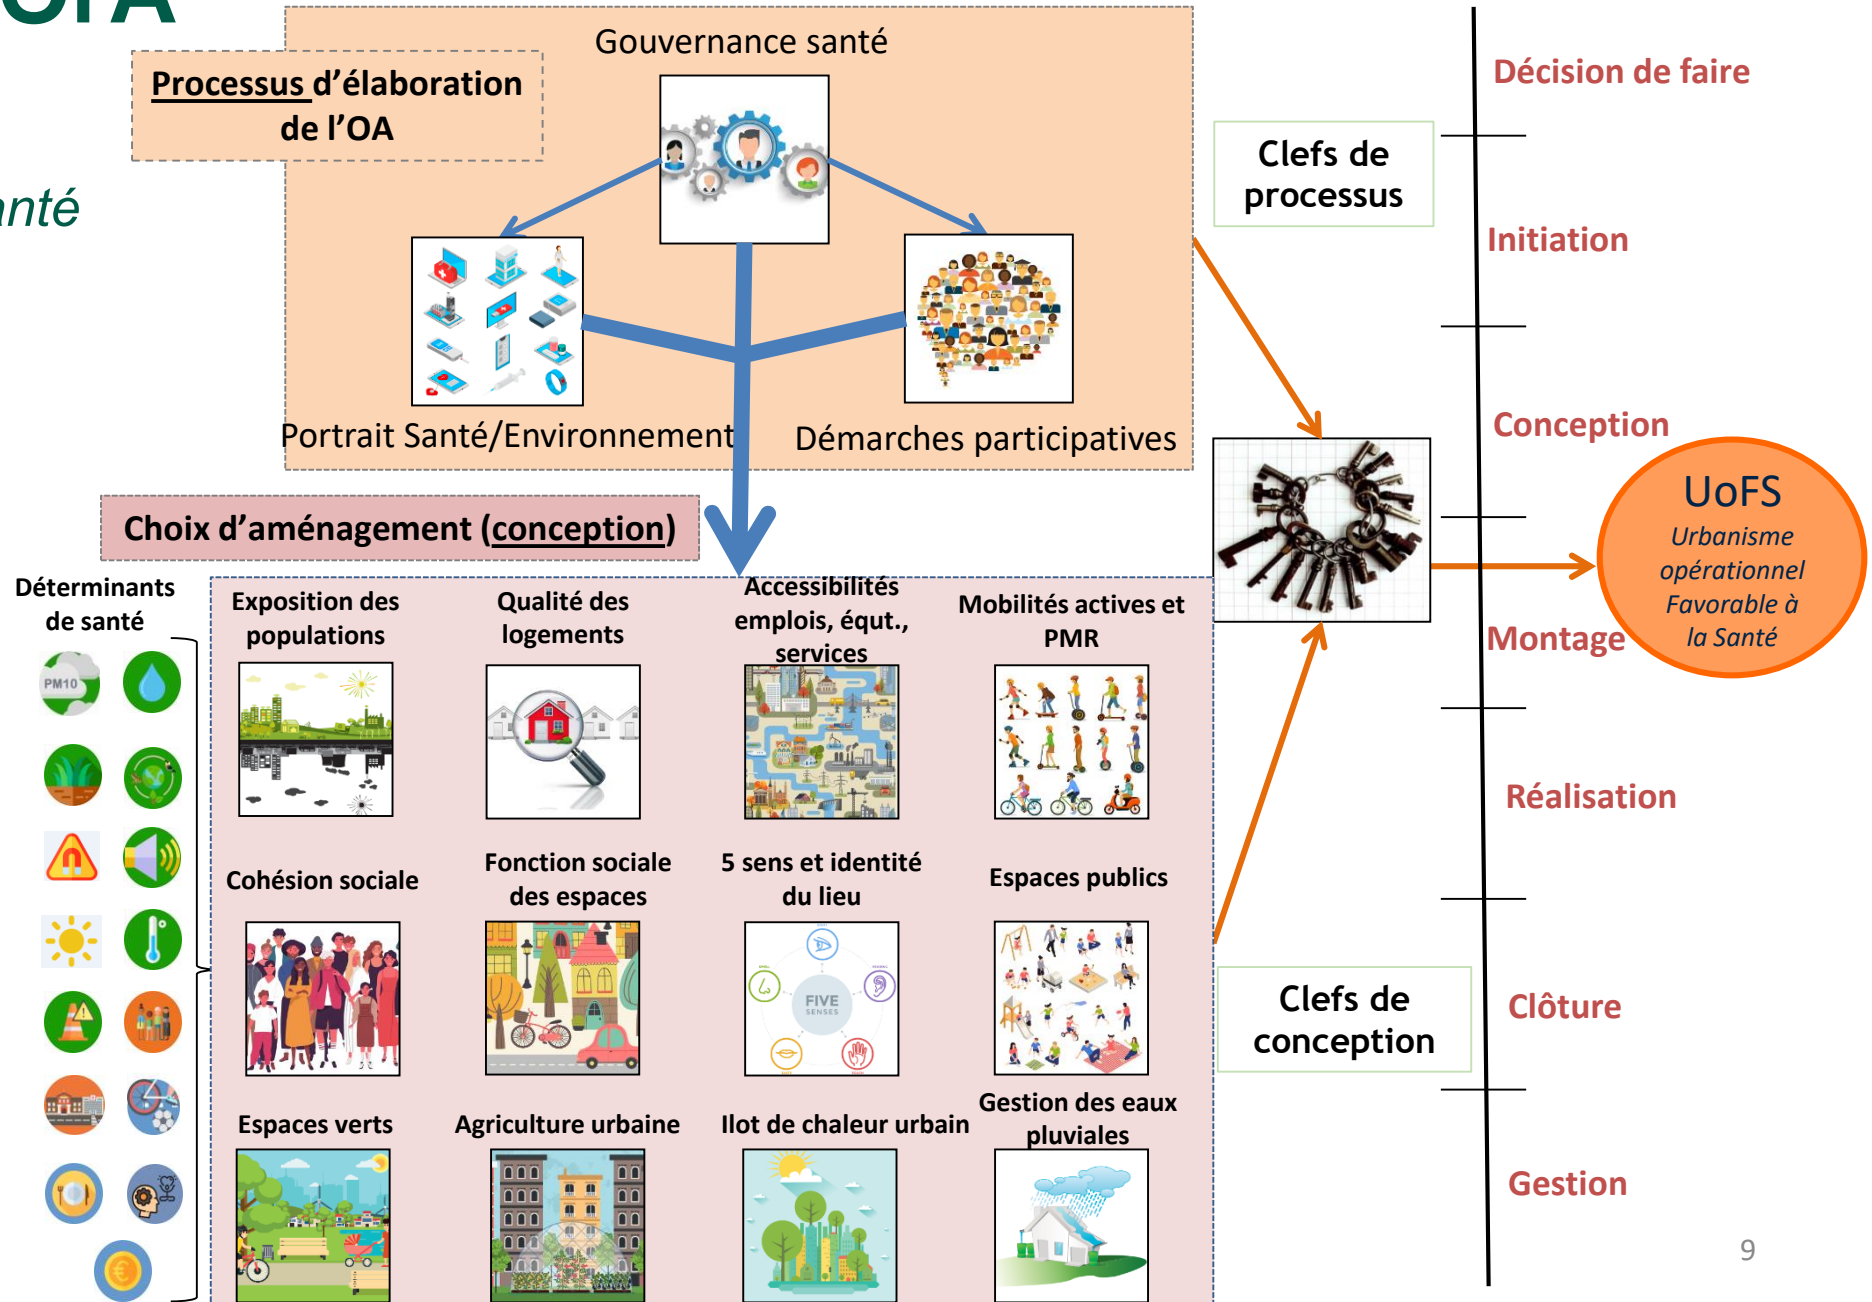 Gouvernance santé
Processus d'élaboration
de l'OA
Portrait Santé/Environnement
Démarches participatives
Choix d'aménagement (conception)
Déterminants
de santé
PM10
Exposition des
populations
Qualité des
logements
Accessibilités
emplois, équt.,
services
Mobilités actives et
PMR
Cohésion sociale
Fonction sociale
des espaces
5 sens et identité
du lieu
FIVE
SENSES
Espaces publics
Espaces verts
Agriculture urbaine
Ilot de chaleur urbain
Gestion des eaux
pluviales
Clefs de
processus
Clefs de
conception
Décision de faire
Initiation
Conception
Montage
Réalisation
Clôture
Gestion
UoFS
Urbanisme
opérationnel
Favorable à
la Santé
9